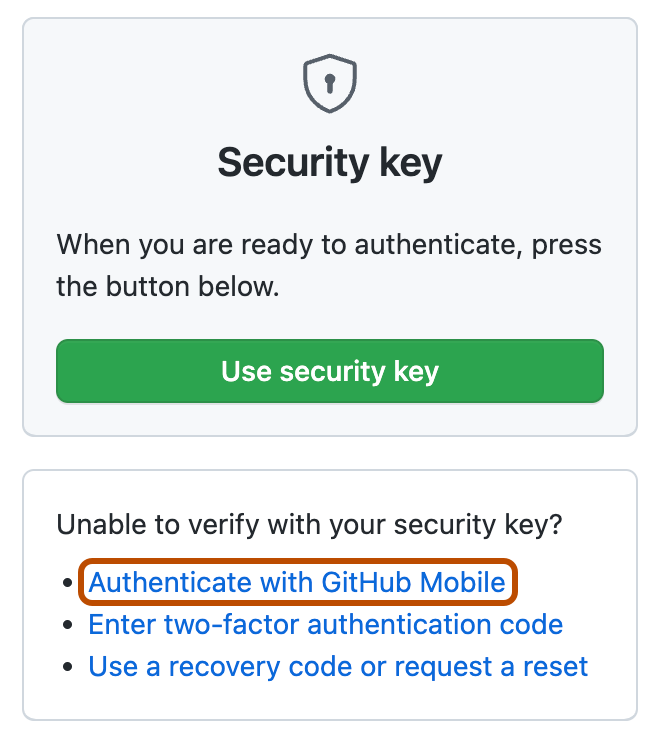 Security key
When you are ready to authenticate, press
the button below.
Use security key
Unable to verify with your security key?
• Authenticate with GitHub Mobile
• Enter two-factor authentication code
• Use a recovery code or request a reset